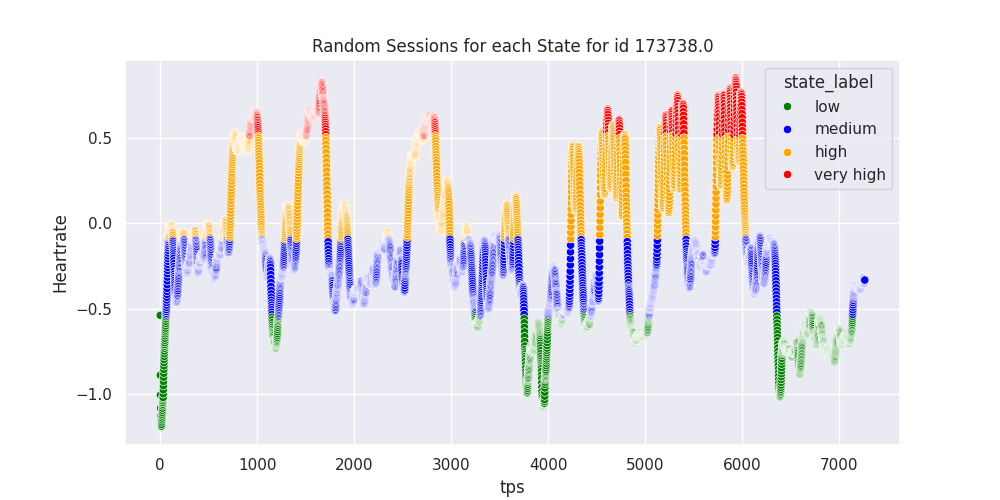 Random Sessions for each State for id 173738.0
state_label
low
medium
high
very high
0.5
0.0
−0.5
−1.0
Heartrate
0
1000
2000
3000
4000
5000
6000
7000
tps